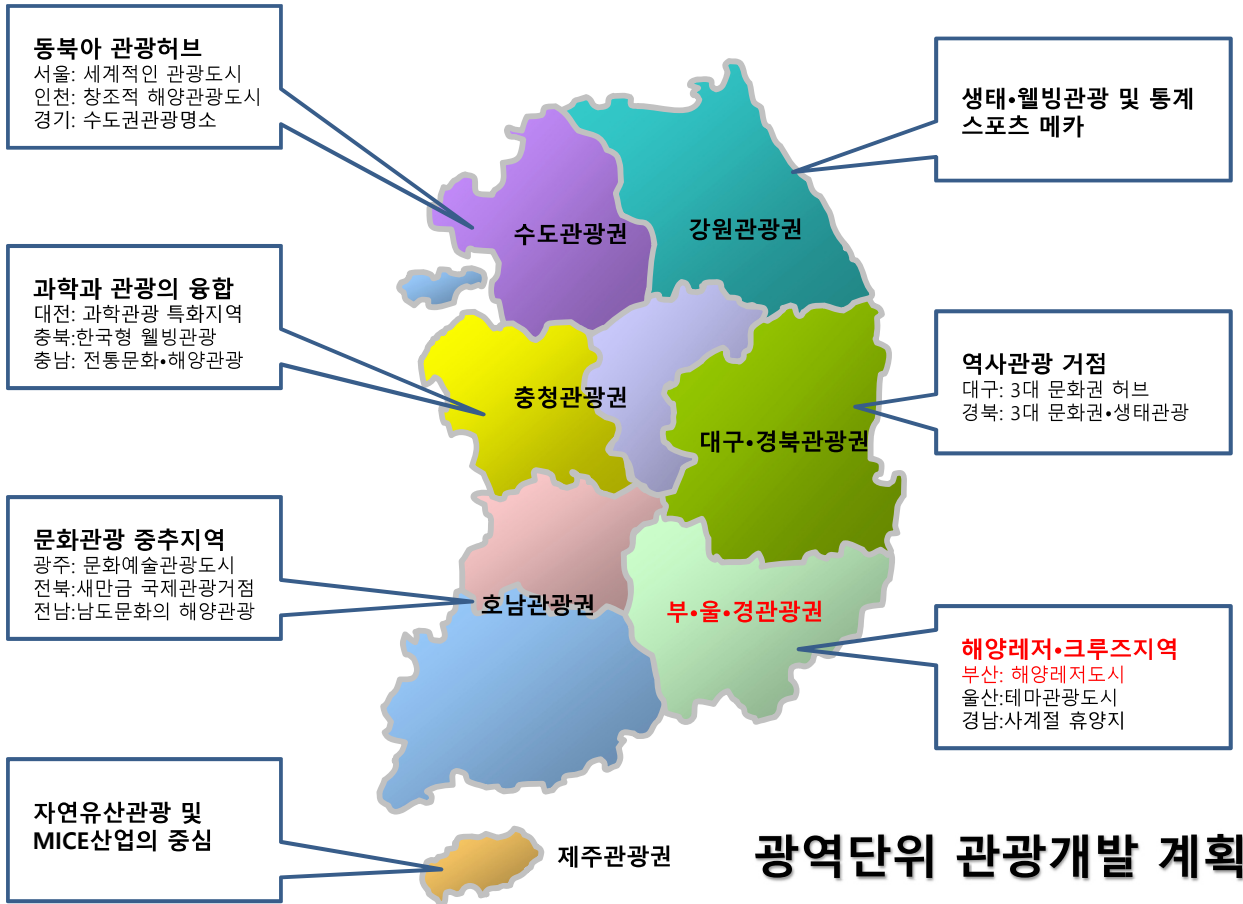 동북아 관광허브
서울: 세계적인 관광도시
인천: 창조적 해양관광도시
경기: 수도권관광명소
생태•웰빙관광 및 통계
스포츠 메카
수도관광권
강원관광권
과학과 관광의 융합
대전: 과학관광 특화지역
충북:한국형 웰빙관광
충남: 전통문화•해양관광
역사관광 거점
대구: 3대 문화권 허브
경북: 3대 문화권•생태관광
충청관광권
대구•경북관광권
문화관광 중추지역
광주: 문화예술관광도시
전북:새만금 국제관광거점
전남:남도문화의 해양관광
호남관광권
부•울•경관광권
해양레저•크루즈지역
부산: 해양레저도시
울산:테마관광도시
경남:사계절 휴양지
자연유산관광 및
MICE산업의 중심
제주관광권
광역단위 관광개발 계획